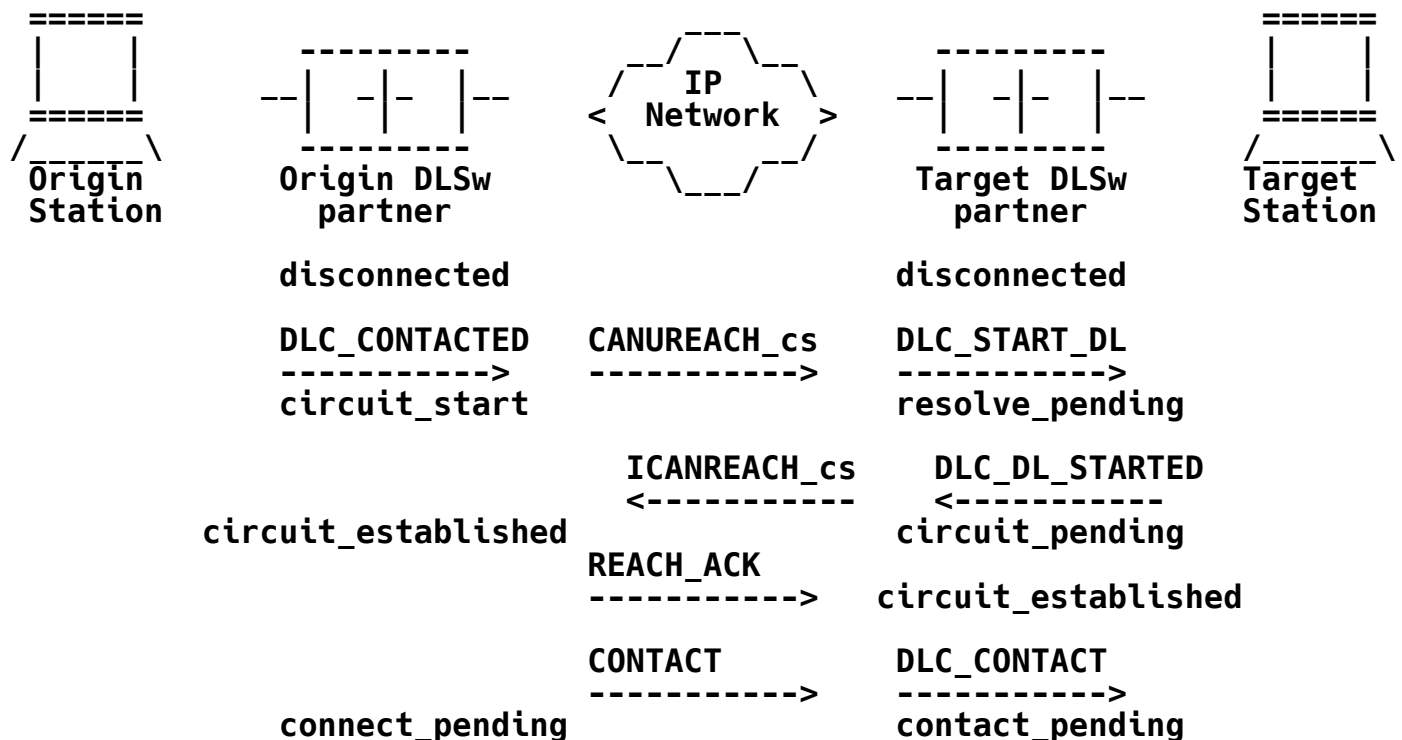 IP
Network
Origin Origin DLSw Target DLSw Target
Station partner partner Station
disconnected disconnected
DLC_CONTACTED CANUREACH_cs DLC_START_DL
-----------> -----------> ----------->
circuit_start resolve_pending
ICANREACH_cs DLC_DL_STARTED
<----------- <-----------
circuit_established circuit_pending
REACH_ACK
-----------> circuit_established
CONTACT DLC_CONTACT
-----------> ----------->
connect_pending contact_pending